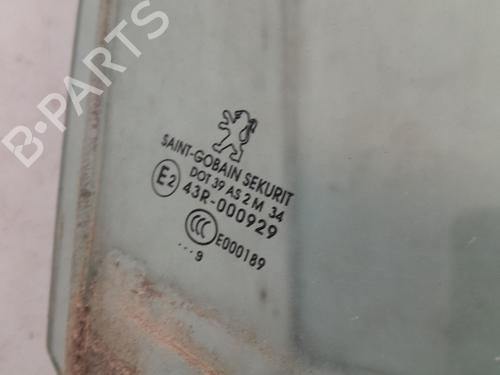 B-PARTS
SAINT-GOBAIN SEKURIT
DOT 39 AS 2 M 34
E2 43R-000929
CCC E000189
...9